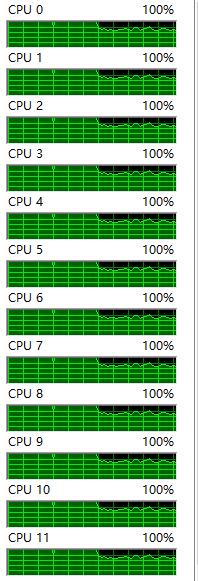 CPU 0 100%
CPU 1 100%
CPU 2 100%
CPU 3 100%
CPU 4 100%
CPU 5 100%
CPU 6 100%
CPU 7 100%
CPU 8 100%
CPU 9 100%
CPU 10 100%
CPU 11 100%